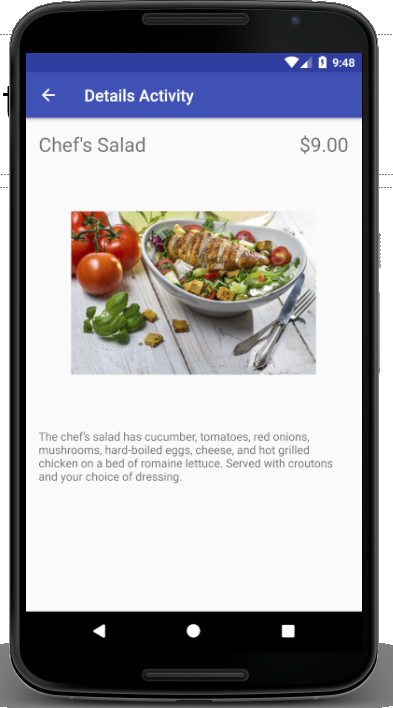 9:48
Details Activity
Chef's Salad
$9.00
The chef's salad has cucumber, tomatoes, red onions,
mushrooms, hard-boiled eggs, cheese, and hot grilled
chicken on a bed of romaine lettuce. Served with croutons
and your choice of dressing.